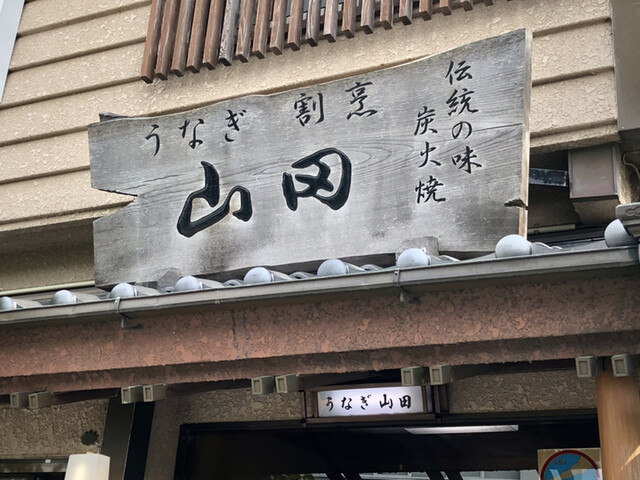 うなぎ 割烹
山田
伝統の味
炭火焼
うなぎ 山田